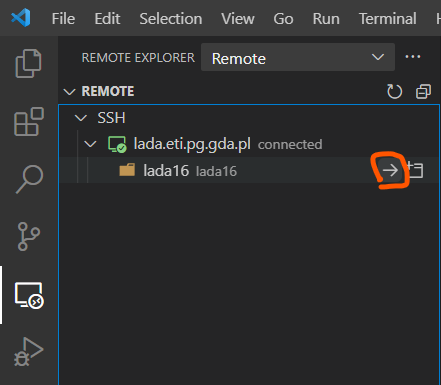 File Edit Selection View Go Run Terminal
REMOTE EXPLORER Remote
REMOTE
SSH
lada.eti.pg.gda.pl connected
lada16 lada16